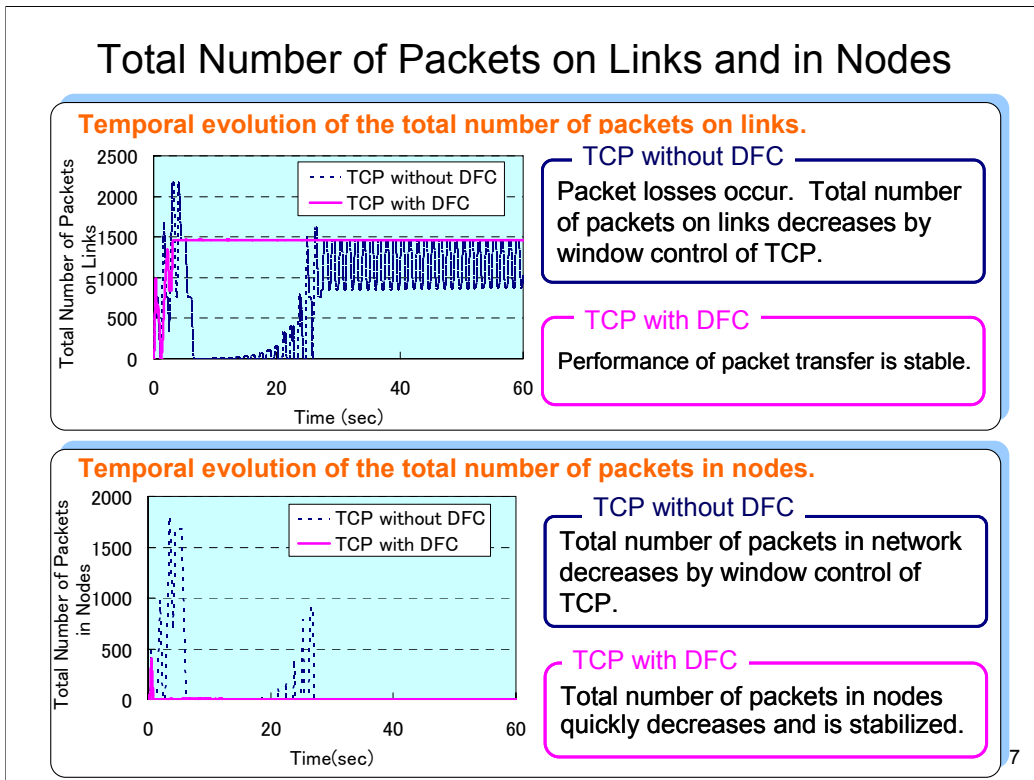 Total Number of Packets on Links and in Nodes
Temporal evolution of the total number of packets on links.
Total Number of Packets
on Links
2500
2000
1500
1000
500
0
0
20
40
60
Time (sec)
TCP without DFC
TCP with DFC
TCP without DFC
Packet losses occur. Total number
of packets on links decreases by
window control of TCP.
TCP with DFC
Performance of packet transfer is stable.
Temporal evolution of the total number of packets in nodes.
Total Number of Packets
in Nodes
2000
1500
1000
500
0
0
20
40
60
Time(sec)
TCP without DFC
TCP with DFC
TCP without DFC
Total number of packets in network
decreases by window control of
TCP.
TCP with DFC
Total number of packets in nodes
quickly decreases and is stabilized.
7